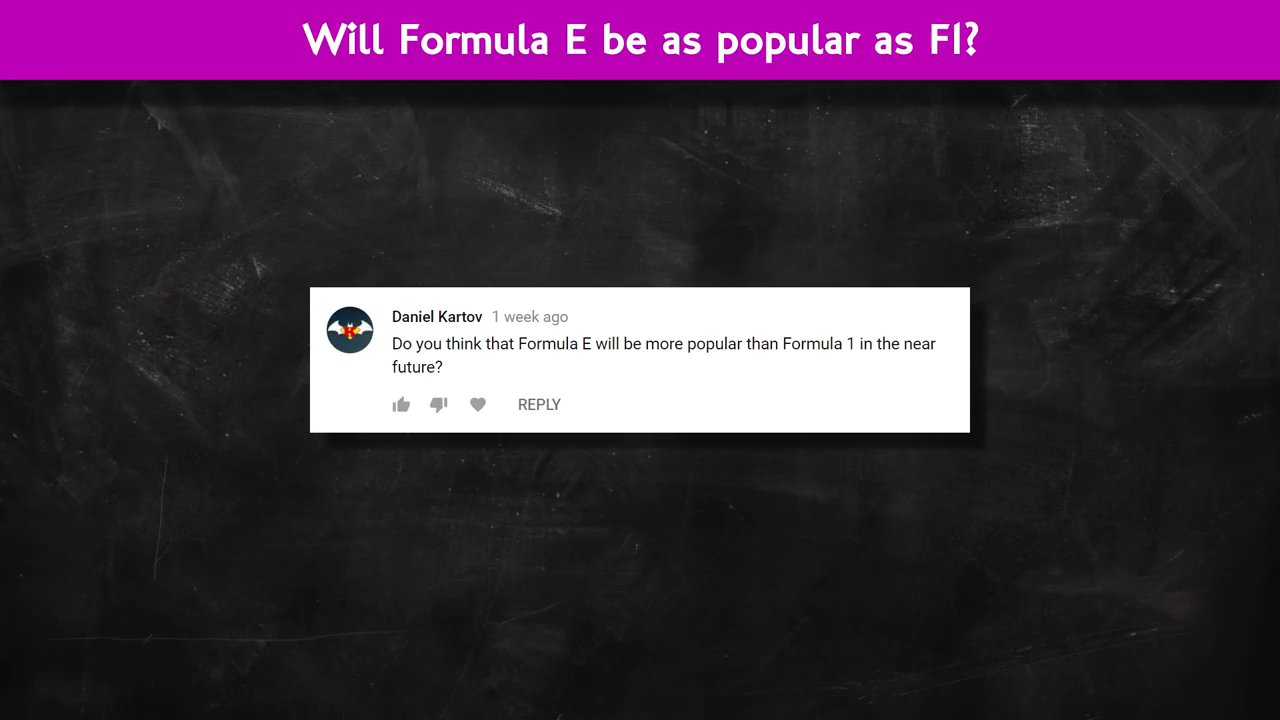 Will Formula E be as popular as F1?
Daniel Kartov 1 week ago
Do you think that Formula E will be more popular than Formula 1 in the near
future?
REPLY